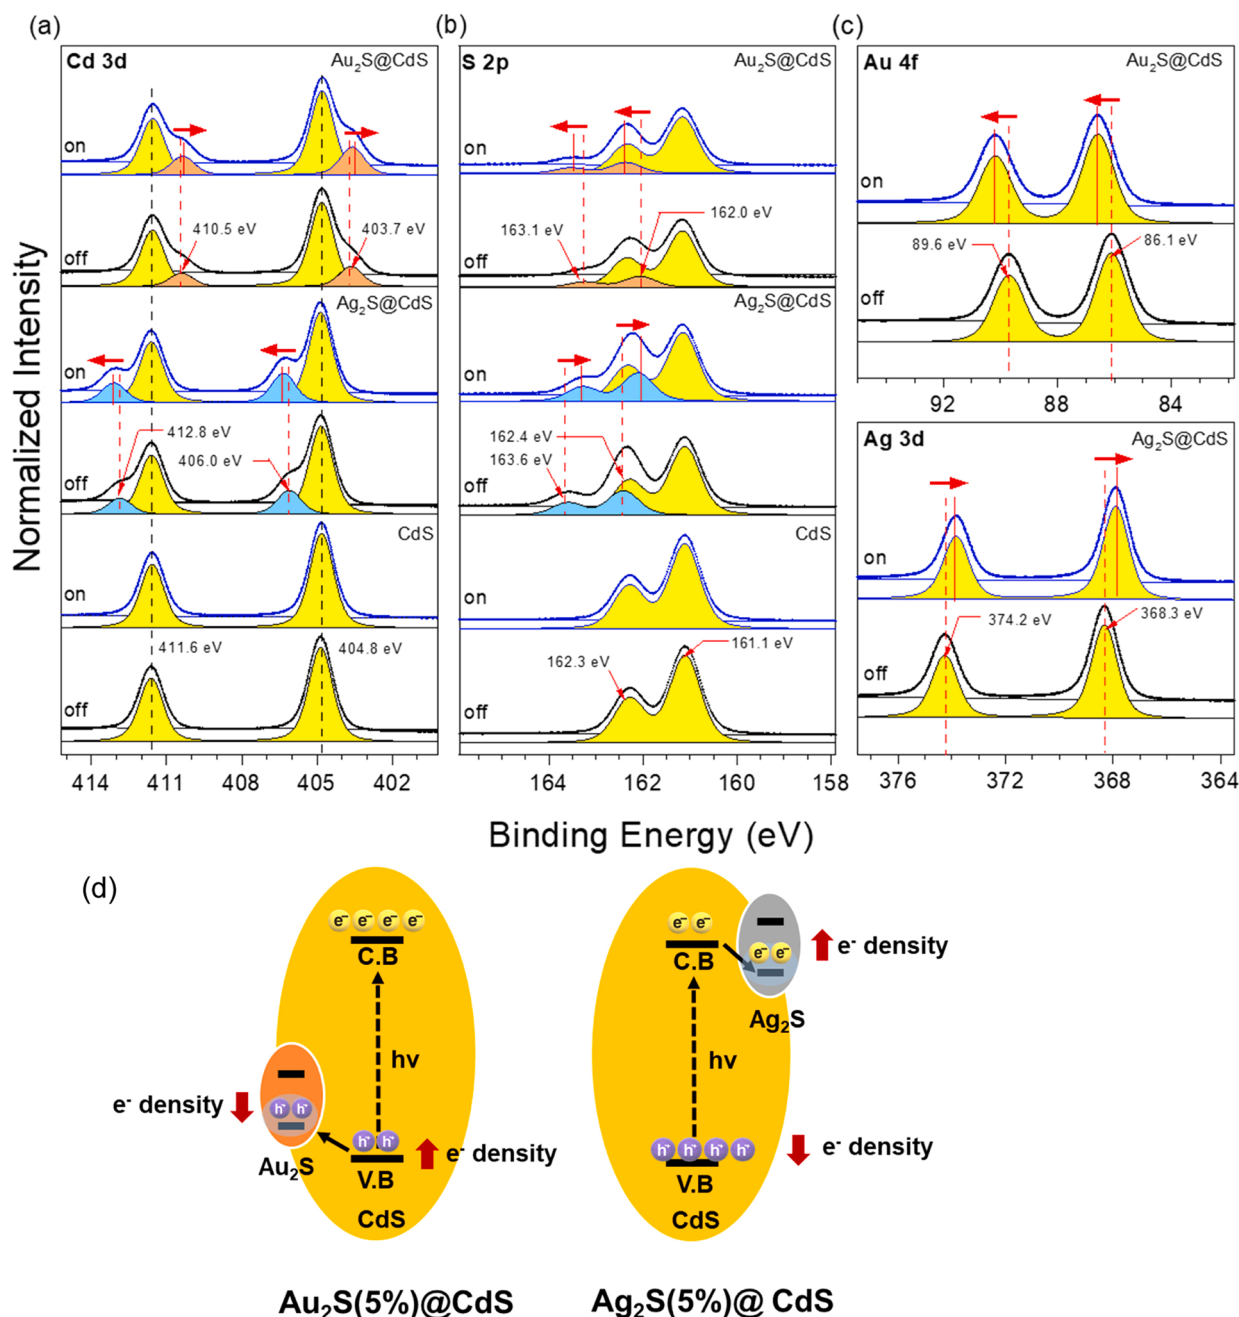 (a)
(b)
(c)
Normalized Intensity
Cd 3d
Au₂S@CdS
on
410.5 eV
403.7 eV
off
Ag₂S@CdS
on
412.8 eV
406.0 eV
off
CdS
on
411.6 eV
404.8 eV
off
414 411 408 405 402
S 2p
Au₂S@CdS
on
163.1 eV
162.0 eV
off
Ag₂S@CdS
on
162.4 eV
163.6 eV
off
CdS
on
162.3 eV
161.1 eV
off
164 162 160 158
Au 4f
Au₂S@CdS
on
89.6 eV
86.1 eV
off
92 88 84
Ag 3d
Ag₂S@CdS
on
374.2 eV
368.3 eV
off
376 372 368 364
Binding Energy (eV)
(d)
e⁻ e⁻ e⁻ e⁻
C.B
hv
e⁻ density
h⁺ h⁺
Au₂S
h⁺ h⁺
e⁻ density
V.B
CdS
Au₂S(5%)@CdS
e⁻ e⁻
C.B
e⁻ e⁻
e⁻ density
Ag₂S
hv
h⁺ h⁺ h⁺ h⁺
e⁻ density
V.B
CdS
Ag₂S(5%)@ CdS